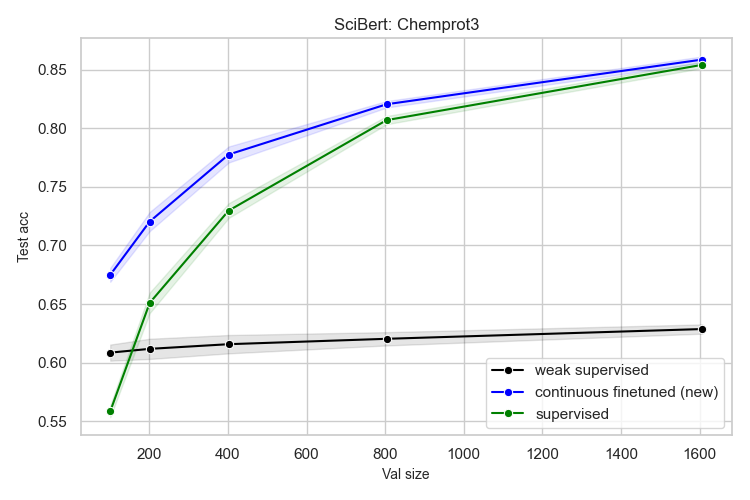 SciBert: Chemprot3
Test acc
0.85
0.80
0.75
0.70
0.65
0.60
0.55
weak supervised
continuous finetuned (new)
supervised
200 400 600 800 1000 1200 1400 1600
Val size